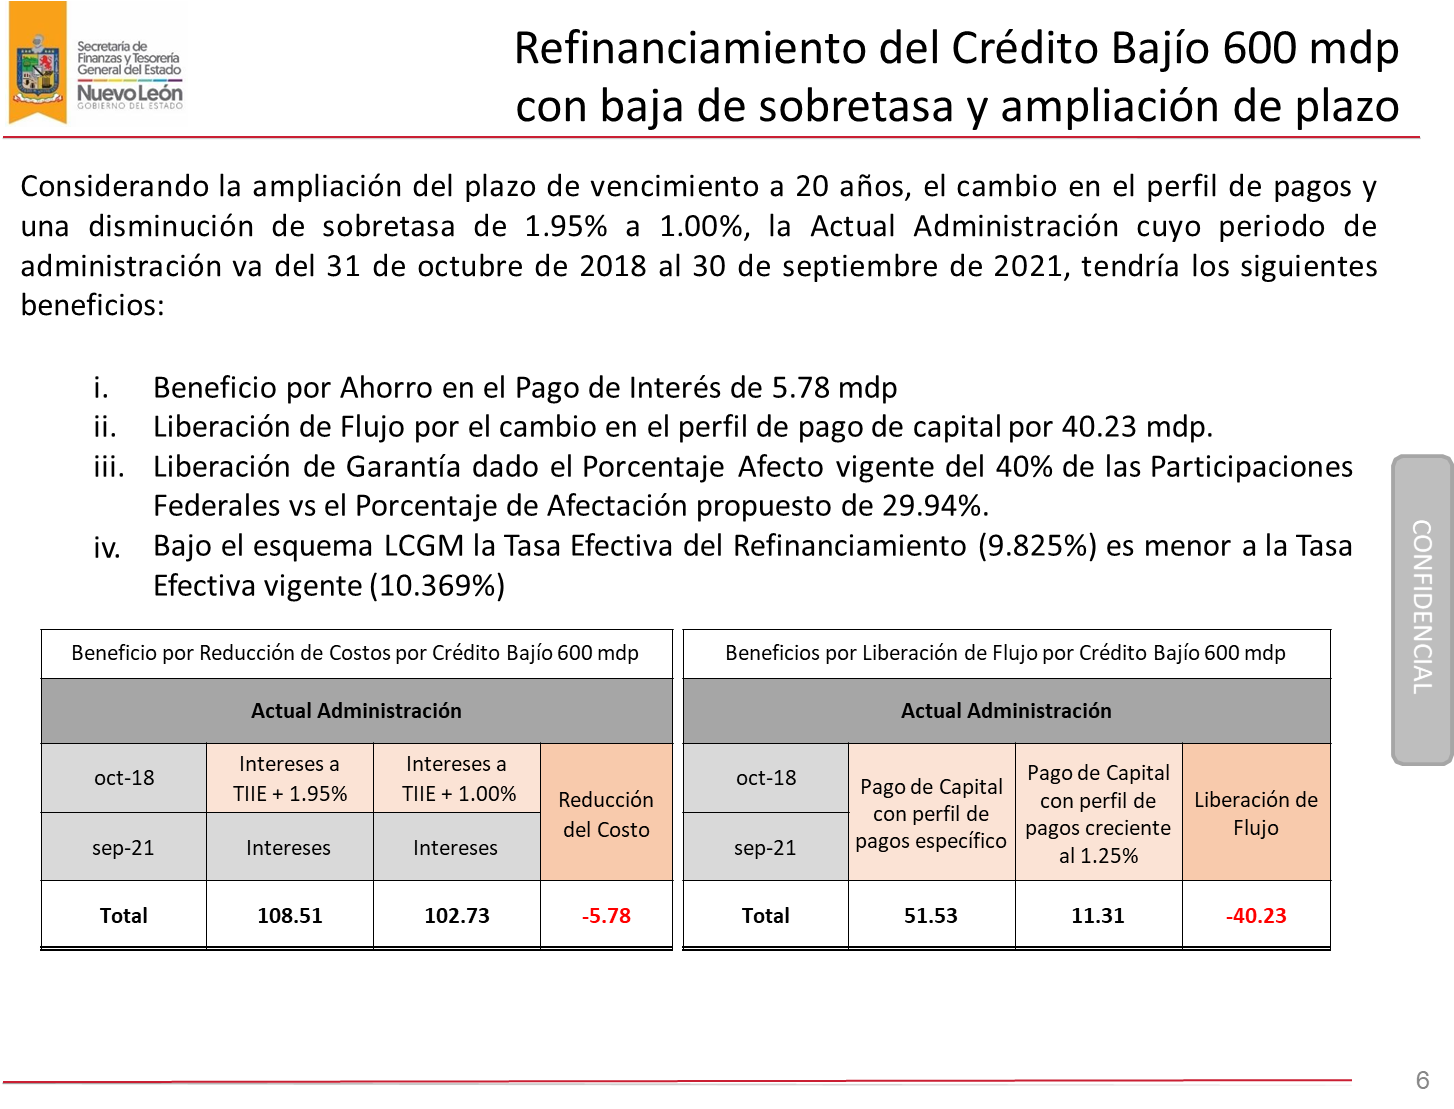 Secretaría de
Finanzas y Tesorería
General del Estado
Nuevo León
GOBIERNO DEL ESTADO
Refinanciamiento del Crédito Bajío 600 mdp
con baja de sobretasa y ampliación de plazo
Considerando la ampliación del plazo de vencimiento a 20 años, el cambio en el perfil de pagos y
una disminución de sobretasa de 1.95% a 1.00%, la Actual Administración cuyo periodo de
administración va del 31 de octubre de 2018 al 30 de septiembre de 2021, tendría los siguientes
beneficios:
i. Beneficio por Ahorro en el Pago de Interés de 5.78 mdp
ii. Liberación de Flujo por el cambio en el perfil de pago de capital por 40.23 mdp.
iii. Liberación de Garantía dado el Porcentaje Afecto vigente del 40% de las Participaciones
Federales vs el Porcentaje de Afectación propuesto de 29.94%.
iv. Bajo el esquema LCGM la Tasa Efectiva del Refinanciamiento (9.825%) es menor a la Tasa
Efectiva vigente (10.369%)
CONFIDENCIAL
Beneficio por Reducción de Costos por Crédito Bajío 600 mdp
Actual Administración
oct-18
Intereses a
TIIE + 1.95%
Intereses a
TIIE + 1.00%
Reducción
del Costo
sep-21
Intereses
Intereses
Total
108.51
102.73
-5.78
Beneficios por Liberación de Flujo por Crédito Bajío 600 mdp
Actual Administración
oct-18
Pago de Capital
con perfil de
pagos específico
Pago de Capital
con perfil de
pagos creciente
al 1.25%
Liberación de
Flujo
sep-21
Total
51.53
11.31
-40.23
6